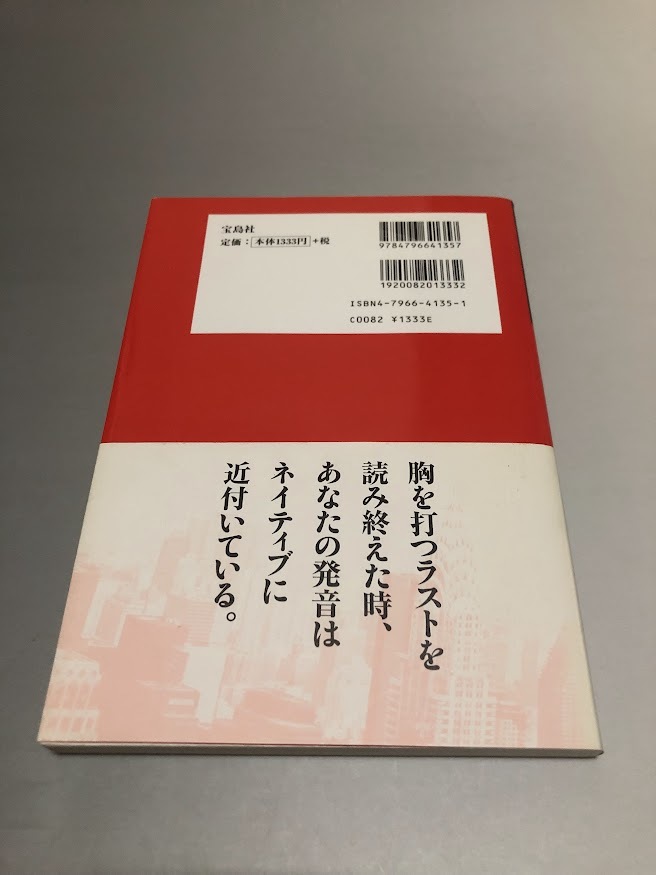 宝島社
定価：本体1333円+税
9784796641357
1920082013332
ISBN4-7966-4135-1
C0082 ¥1333E
胸を打つラストを
読み終えた時、
あなたの発音は
ネイティブに
近付いている。